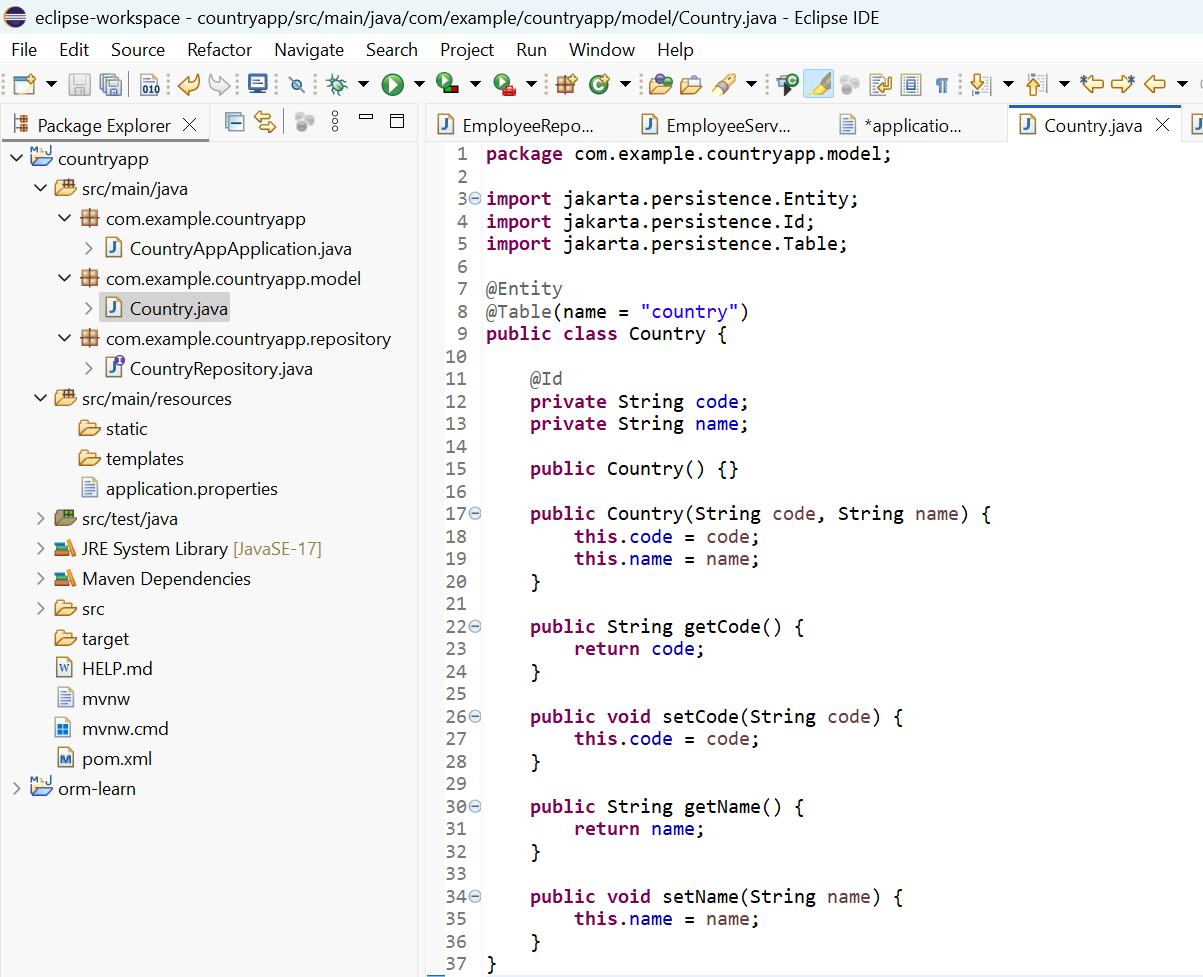 eclipse-workspace - countryapp/src/main/java/com/example/countryapp/model/Country.java - Eclipse IDE
File Edit Source Refactor Navigate Search Project Run Window Help
010
Package Explorer
countryapp
src/main/java
com.example.countryapp
CountryAppApplication.java
com.example.countryapp.model
Country.java
com.example.countryapp.repository
CountryRepository.java
src/main/resources
static
templates
application.properties
src/test/java
JRE System Library [JavaSE-17]
Maven Dependencies
src
target
HELP.md
mvnw
mvnw.cmd
pom.xml
orm-learn
EmployeeRepo... EmployeeServ... *applicatio... Country.java
1 package com.example.countryapp.model;
2
3 import jakarta.persistence.Entity;
4 import jakarta.persistence.Id;
5 import jakarta.persistence.Table;
6
7 @Entity
8 @Table(name = "country")
9 public class Country {
10
11     @Id
12     private String code;
13     private String name;
14
15     public Country() {}
16
17     public Country(String code, String name) {
18         this.code = code;
19         this.name = name;
20     }
21
22     public String getCode() {
23         return code;
24     }
25
26     public void setCode(String code) {
27         this.code = code;
28     }
29
30     public String getName() {
31         return name;
32     }
33
34     public void setName(String name) {
35         this.name = name;
36     }
37 }